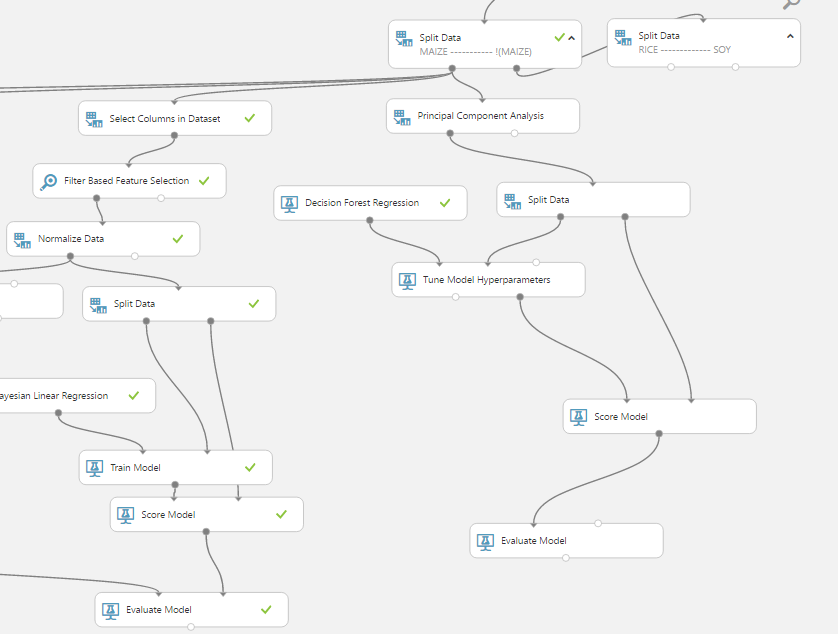 Split Data
MAIZE ----------- !(MAIZE)
Split Data
RICE ------------- SOY
Select Columns in Dataset
Principal Component Analysis
Filter Based Feature Selection
Decision Forest Regression
Split Data
Normalize Data
Tune Model Hyperparameters
Split Data
ayesian Linear Regression
Score Model
Train Model
Score Model
Evaluate Model
Evaluate Model